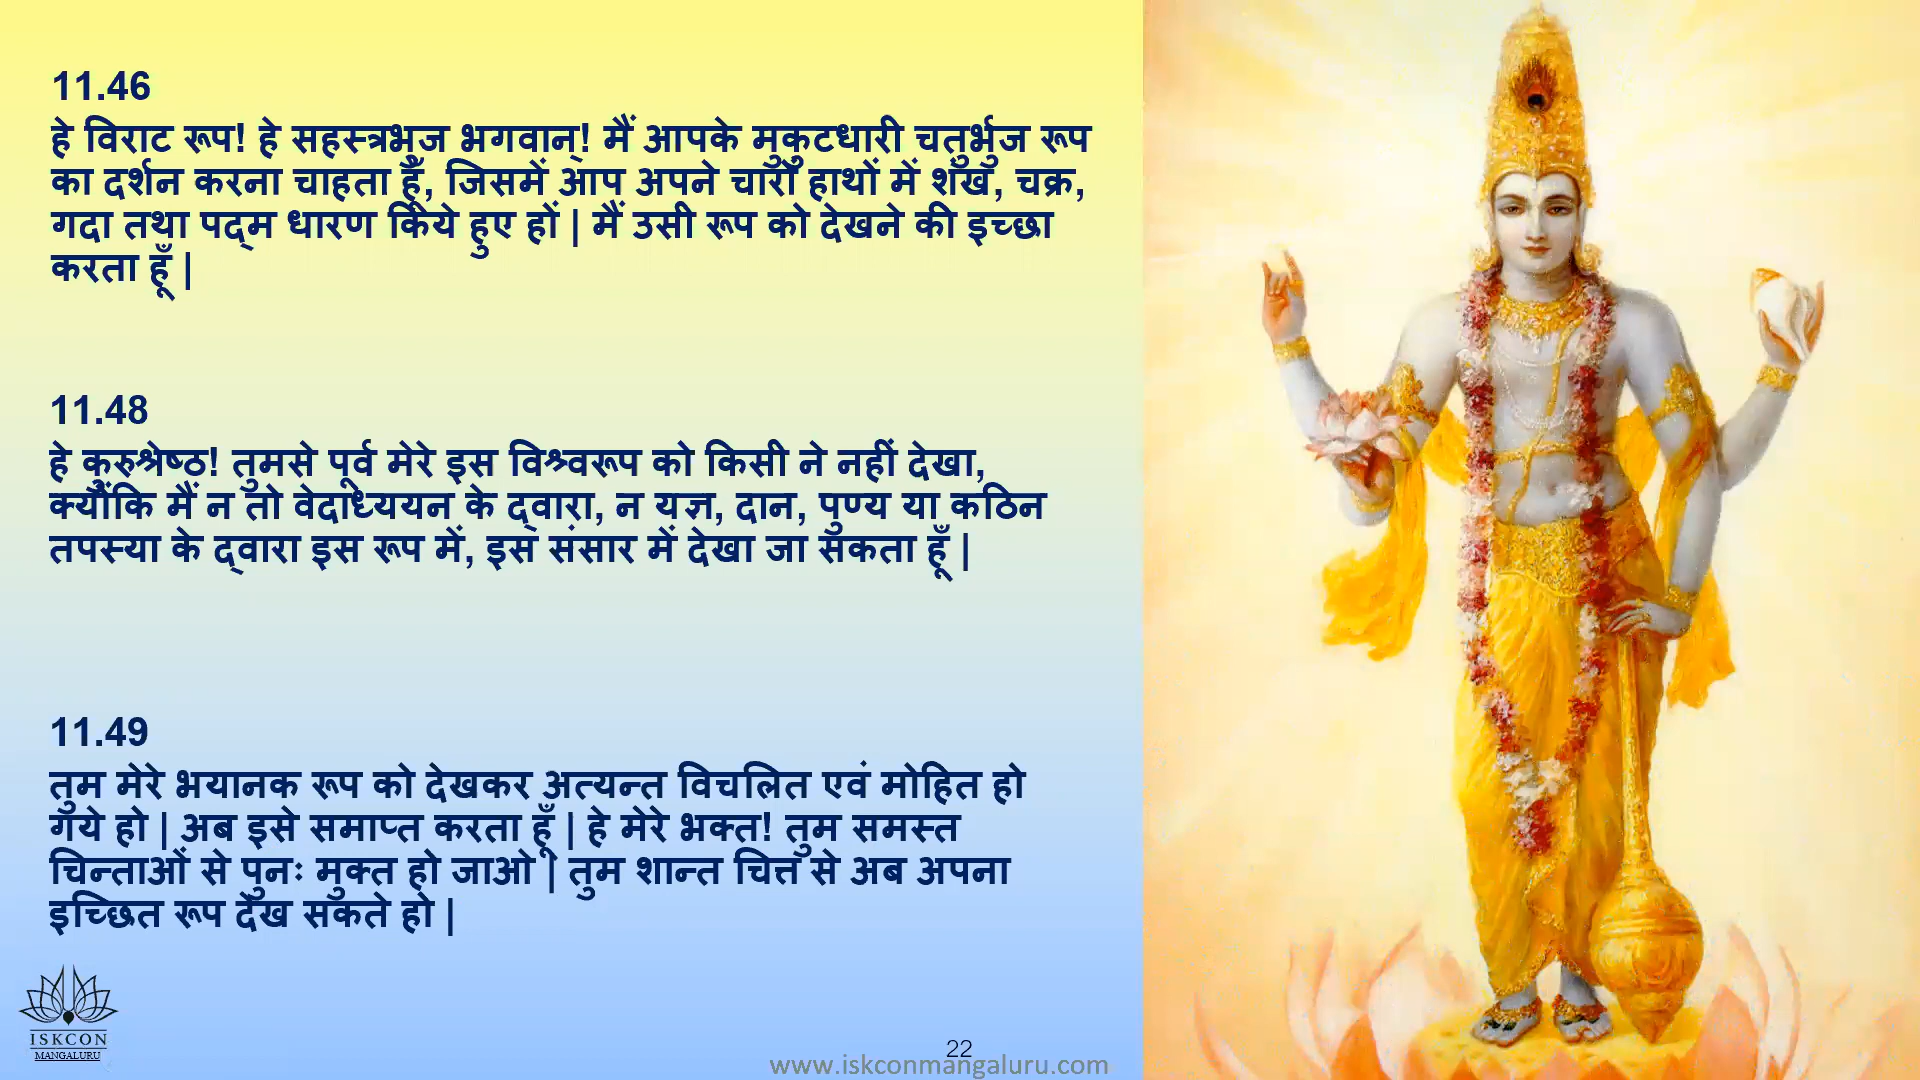 11.46
हे विराट रूप! हे सहस्त्रभुज भगवान्! मैं आपके मुकुटधारी चतुर्भुज रूप
का दर्शन करना चाहता हूँ, जिसमें आप अपने चारों हाथों में शंख, चक्र,
गदा तथा पद्म धारण किये हुए हों | मैं उसी रूप को देखने की इच्छा
करता हूँ |
11.48
हे कुरुश्रेष्ठ! तुमसे पूर्व मेरे इस विश्र्वरूप को किसी ने नहीं देखा,
क्योंकि मैं न तो वेदाध्ययन के द्वारा, न यज्ञ, दान, पुण्य या कठिन
तपस्या के द्वारा इस रूप में, इस संसार में देखा जा सकता हूँ |
11.49
तुम मेरे भयानक रूप को देखकर अत्यन्त विचलित एवं मोहित हो
गये हो | अब इसे समाप्त करता हूँ | हे मेरे भक्त! तुम समस्त
चिन्ताओं से पुनः मुक्त हो जाओ | तुम शान्त चित्त से अब अपना
इच्छित रूप देख सकते हो |
ISKCON
MANGALURU
22
www.iskconmangaluru.com